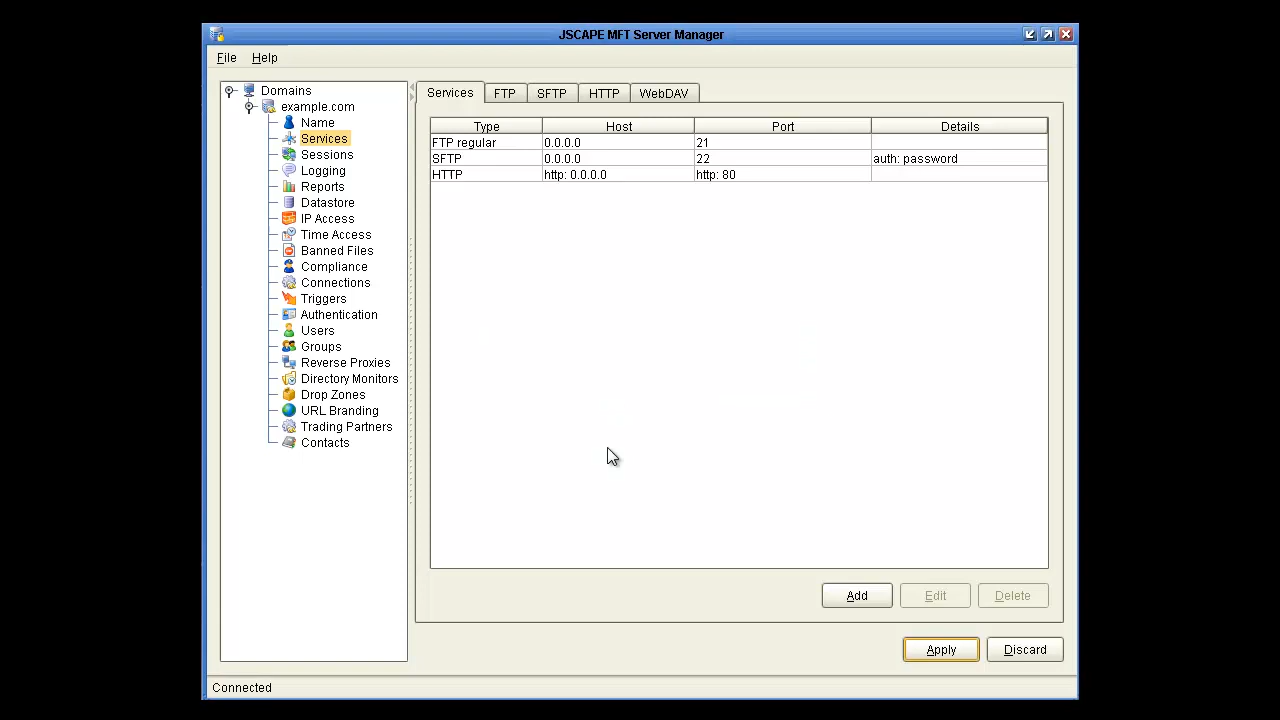 JSCAPE MFT Server Manager
File Help
Domains
example.com
Name
Services
Sessions
Logging
Reports
Datastore
IP Access
Time Access
Banned Files
Compliance
Connections
Triggers
Authentication
Users
Groups
Reverse Proxies
Directory Monitors
Drop Zones
URL Branding
Trading Partners
Contacts
Services FTP SFTP HTTP WebDAV
Type Host Port Details
FTP regular 0.0.0.0 21
SFTP 0.0.0.0 22 auth: password
HTTP http: 0.0.0.0 http: 80
Add Edit Delete
Apply Discard
Connected